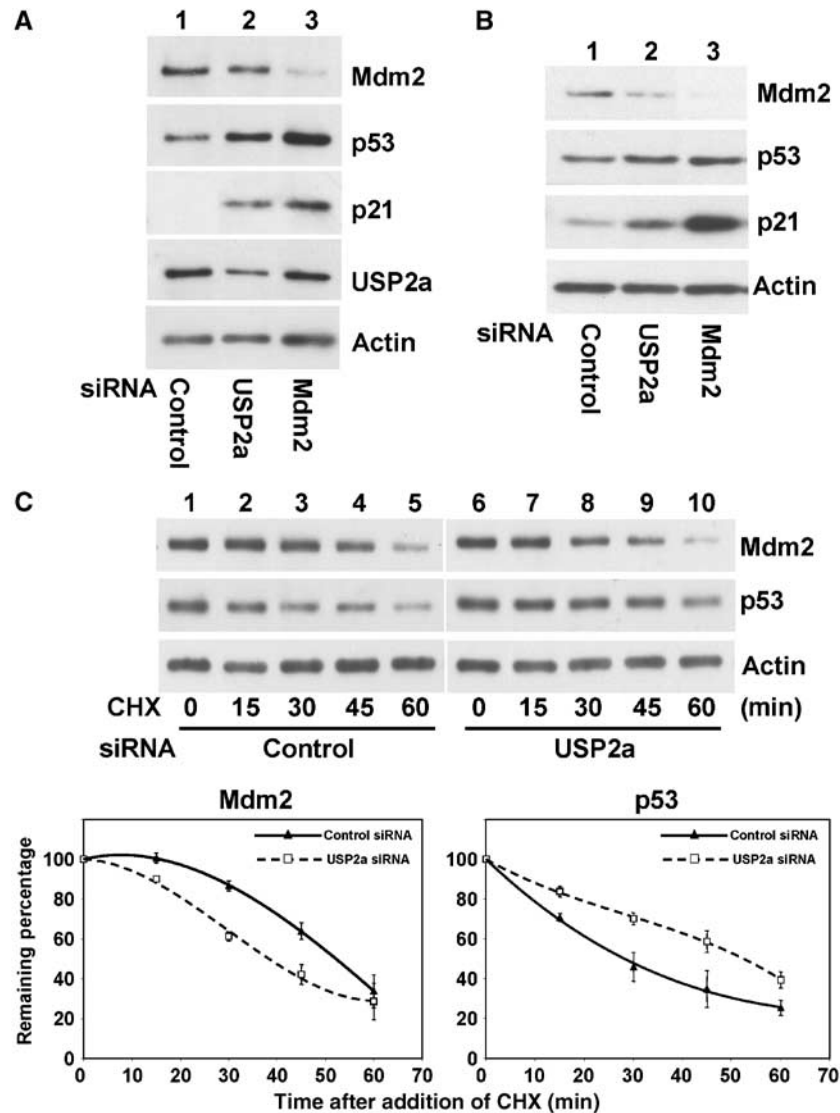 A
1 2 3
Mdm2
p53
p21
USP2a
Actin
siRNA
Control
USP2a
Mdm2
B
1 2 3
Mdm2
p53
p21
Actin
siRNA
Control
USP2a
Mdm2
C
1 2 3 4 5 6 7 8 9 10
Mdm2
p53
Actin
CHX 0 15 30 45 60 0 15 30 45 60 (min)
siRNA Control USP2a
Mdm2
Control siRNA
USP2a siRNA
Remaining percentage
100
80
60
40
20
0
0 10 20 30 40 50 60 70
p53
Control siRNA
USP2a siRNA
100
80
60
40
20
0
0 10 20 30 40 50 60 70
Time after addition of CHX (min)